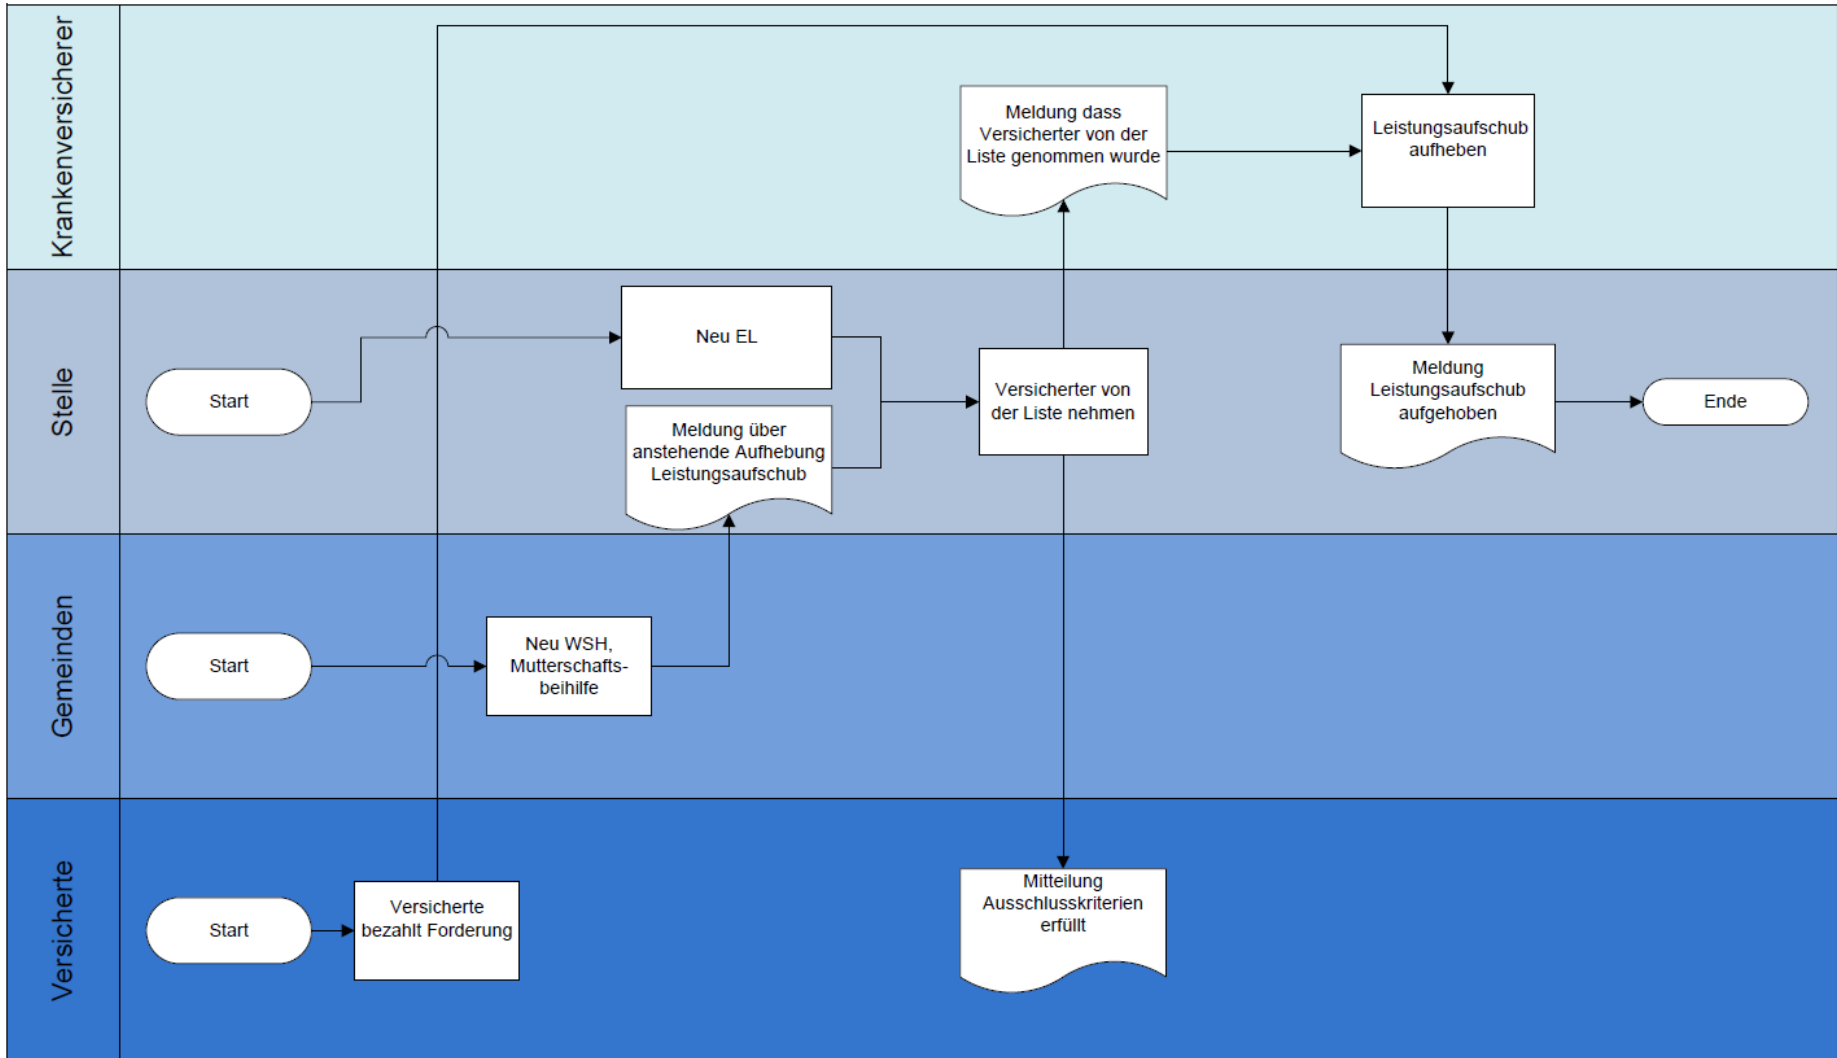 Krankenversicherer
Meldung dass
Versicherter von der
Liste genommen wurde
Leistungsaufschub
aufheben
Stelle
Start
Neu EL
Meldung über
anstehende Aufhebung
Leistungsaufschub
Versicherter von
der Liste nehmen
Meldung
Leistungsaufschub
aufgehoben
Ende
Gemeinden
Start
Neu WSH,
Mutterschafts-
beihilfe
Versicherte
Start
Versicherte
bezahlt Forderung
Mitteilung
Ausschlusskriterien
erfüllt